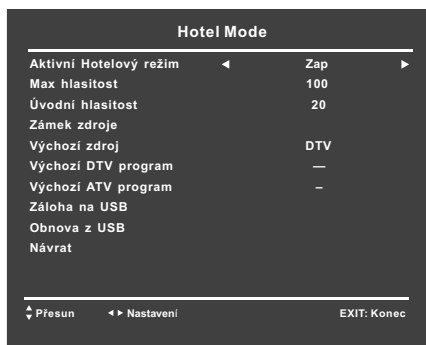 Hotel Mode
Aktivní Hotelový režim ◄ Zap ►
Max hlasitost 100
Úvodní hlasitost 20
Zámek zdroje
Výchozí zdroj DTV
Výchozí DTV program —
Výchozí ATV program –
Záloha na USB
Obnova z USB
Návrat
Přesun ◄► Nastavení EXIT: Konec